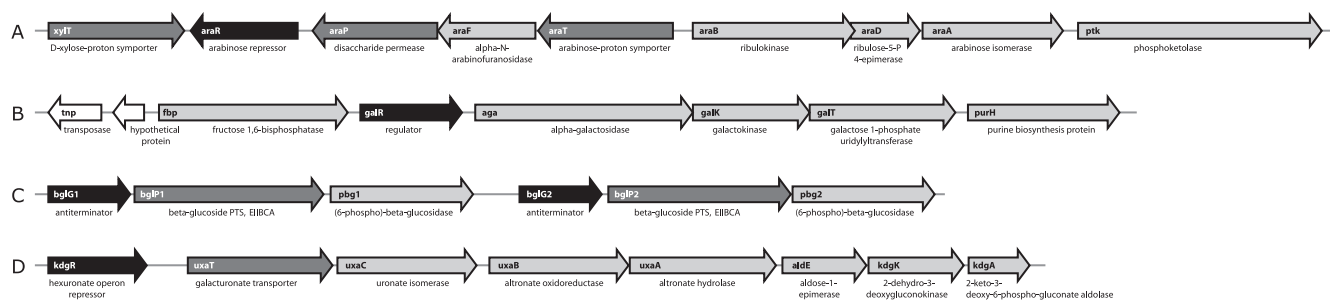 A
xylT araR araP araF araT araB araD araA ptk
D-xylose-proton symporter arabinose repressor disaccharide permease alpha-N- arabinose-proton symporter ribulokinase ribulose-5-P arabinose isomerase phosphoketolase
arabinofuranosidase 4-epimerase
B
tnp fbp galR aga galK galT purH
transposase hypothetical fructose 1,6-bisphosphatase regulator alpha-galactosidase galactokinase galactose 1-phosphate purine biosynthesis protein
protein uridylyltransferase
C
bglG1 bglP1 pbg1 bglG2 bglP2 pbg2
antiterminator beta-glucoside PTS, EIIBCA (6-phospho)-beta-glucosidase antiterminator beta-glucoside PTS, EIIBCA (6-phospho)-beta-glucosidase
D
kdgR uxaT uxaC uxaB uxaA aldE kdgK kdgA
hexuronate operon galacturonate transporter uronate isomerase altronate oxidoreductase altronate hydrolase aldose-1- 2-dehydro-3- 2-keto-3-
repressor epimerase deoxygluconokinase deoxy-6-phospho-gluconate aldolase